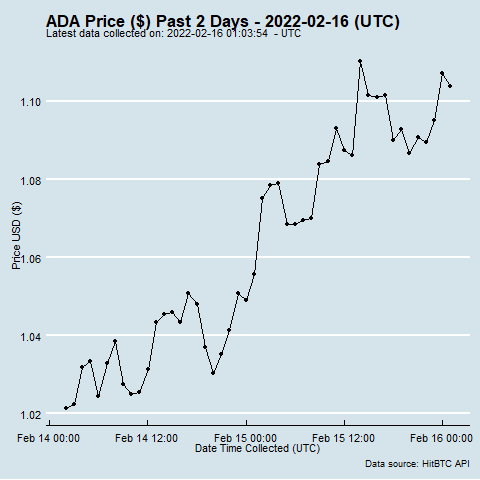 ADA Price ($) Past 2 Days - 2022-02-16 (UTC)
Latest data collected on: 2022-02-16 01:03:54 - UTC
1.10
1.08
1.06
1.04
1.02
Price USD ($)
Feb 14 00:00 Feb 14 12:00 Feb 15 00:00 Feb 15 12:00 Feb 16 00:00
Date Time Collected (UTC)
Data source: HitBTC API